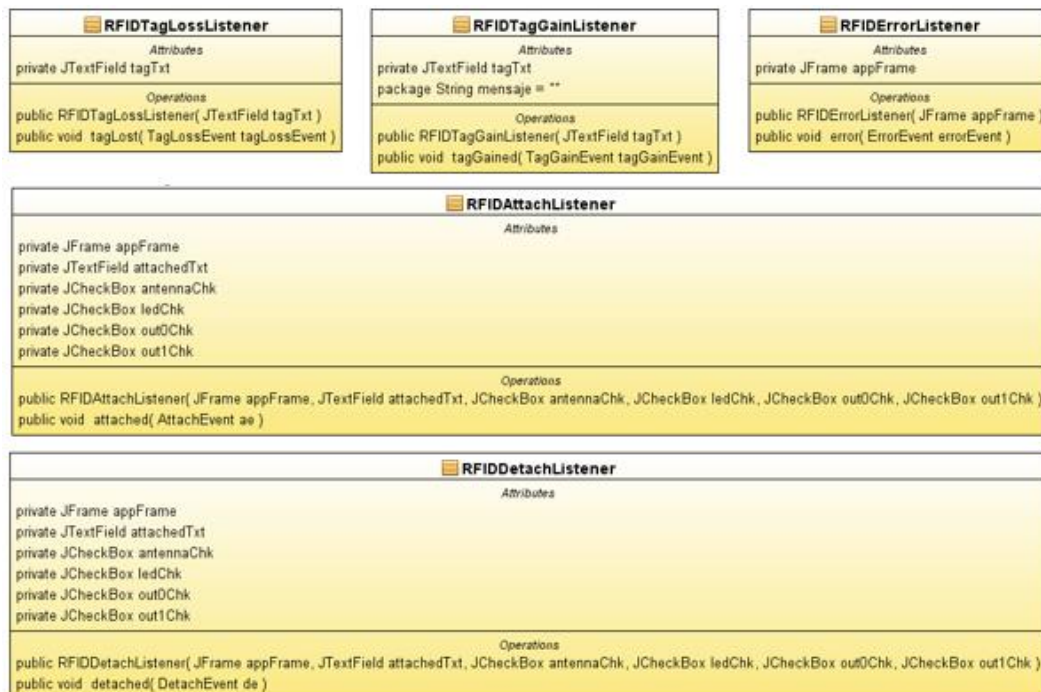 RFIDTagLossListener
Attributes
private JTextField tagTxt
Operations
public RFIDTagLossListener( JTextField tagTxt )
public void tagLost( TagLossEvent tagLossEvent )
RFIDTagGainListener
Attributes
private JTextField tagTxt
package String mensaje = ""
Operations
public RFIDTagGainListener( JTextField tagTxt )
public void tagGained( TagGainEvent tagGainEvent )
RFIDErrorListener
Attributes
private JFrame appFrame
Operations
public RFIDErrorListener( JFrame appFrame )
public void error( ErrorEvent errorEvent )
RFIDAttachListener
Attributes
private JFrame appFrame
private JTextField attachedTxt
private JCheckBox antennaChk
private JCheckBox ledChk
private JCheckBox out0Chk
private JCheckBox out1Chk
Operations
public RFIDAttachListener( JFrame appFrame, JTextField attachedTxt, JCheckBox antennaChk, JCheckBox ledChk, JCheckBox out0Chk, JCheckBox out1Chk )
public void attached( AttachEvent ae )
RFIDDetachListener
Attributes
private JFrame appFrame
private JTextField attachedTxt
private JCheckBox antennaChk
private JCheckBox ledChk
private JCheckBox out0Chk
private JCheckBox out1Chk
Operations
public RFIDDetachListener( JFrame appFrame, JTextField attachedTxt, JCheckBox antennaChk, JCheckBox ledChk, JCheckBox out0Chk, JCheckBox out1Chk )
public void detached( DetachEvent de )